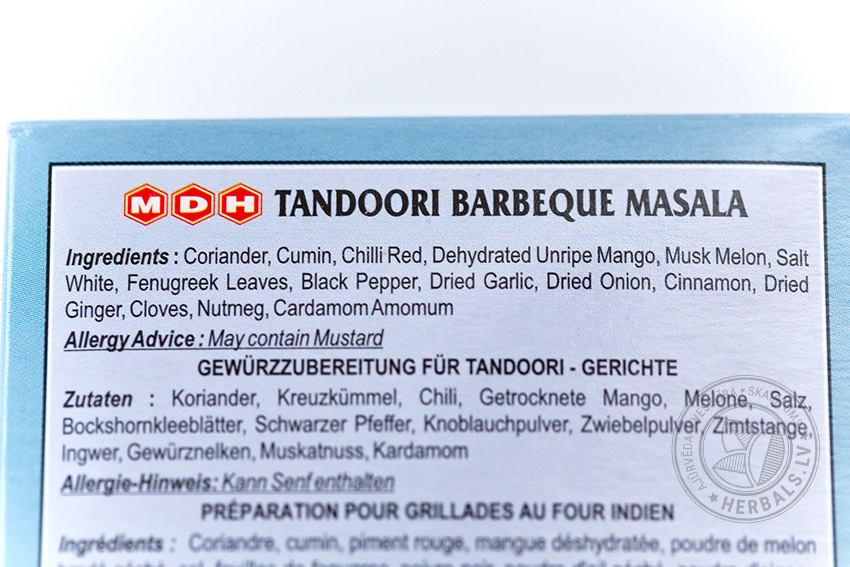 MDH TANDOORI BARBEQUE MASALA
Ingredients : Coriander, Cumin, Chilli Red, Dehydrated Unripe Mango, Musk Melon, Salt
White, Fenugreek Leaves, Black Pepper, Dried Garlic, Dried Onion, Cinnamon, Dried
Ginger, Cloves, Nutmeg, Cardamom Amomum
Allergy Advice : May contain Mustard
GEWÜRZZUBEREITUNG FÜR TANDOORI - GERICHTE
Zutaten : Koriander, Kreuzkümmel, Chili, Getrocknete Mango, Melone, Salz,
Bockshornkleeblätter, Schwarzer Pfeffer, Knoblauchpulver, Zwiebelpulver, Zimtstange,
Ingwer, Gewürznelken, Muskatnuss, Kardamom
Allergie-Hinweis: Kann Senf enthalten
PRÉPARATION POUR GRILLADES AU FOUR INDIEN
Ingrédients : Coriandre, cumin, piment rouge, mangue déshydratée, poudre de melon
HERBALS.LV